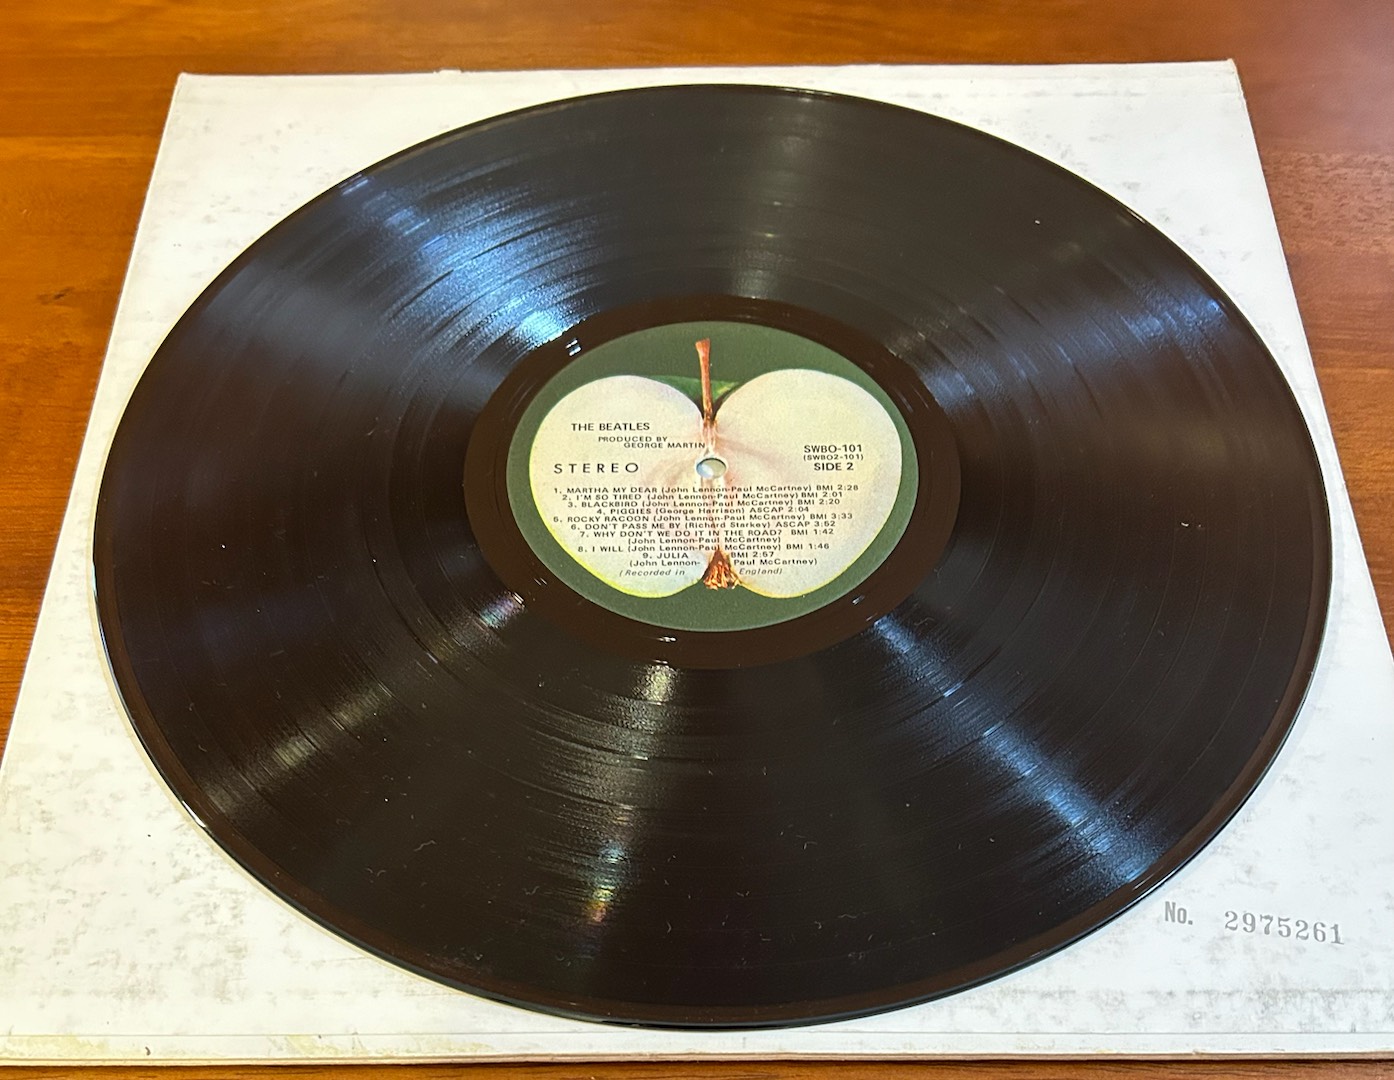 THE BEATLES
PRODUCED BY
GEORGE MARTIN
STEREO
SWBO-101
(SWBO2-101)
SIDE 2
1. MARTHA MY DEAR (John Lennon-Paul McCartney) BMI 2:28
2. I'M SO TIRED (John Lennon-Paul McCartney) BMI 2:01
3. BLACKBIRD (John Lennon-Paul McCartney) BMI 2:20
4. PIGGIES (George Harrison) ASCAP 2:04
5. ROCKY RACOON (John Lennon-Paul McCartney) BMI 3:33
6. DON'T PASS ME BY (Richard Starkey) ASCAP 3:52
7. WHY DON'T WE DO IT IN THE ROAD? BMI 1:42
(John Lennon-Paul McCartney)
8. I WILL (John Lennon-Paul McCartney) BMI 1:46
9. JULIA BMI 2:57
(John Lennon- Paul McCartney)
(Recorded in England)
No. 2975261